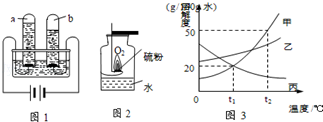 a b
O₂
硫粉
水
图 1
图 2
(g/100g水)
溶解度
50
20
0
t₁ t₂
温度/℃
甲
乙
丙
图 3